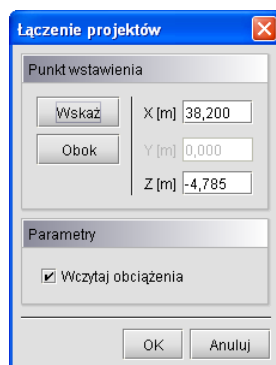 Łączenie projektów
Punkt wstawienia
Wskaż
X [m] 38,200
Obok
Y [m] 0,000
Z [m] -4,785
Parametry
Wczytaj obciążenia
OK Anuluj